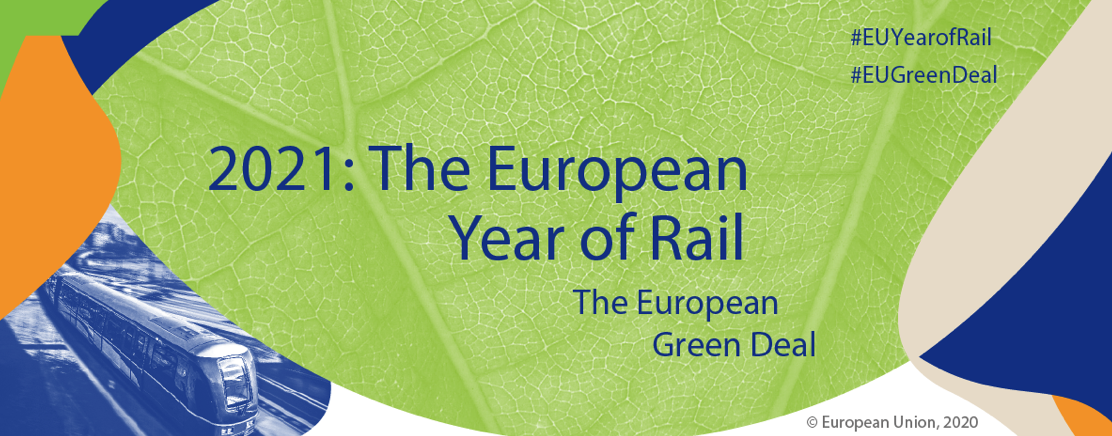 #EUYearofRail
#EUGreenDeal
2021: The European
Year of Rail
The European
Green Deal
© European Union, 2020